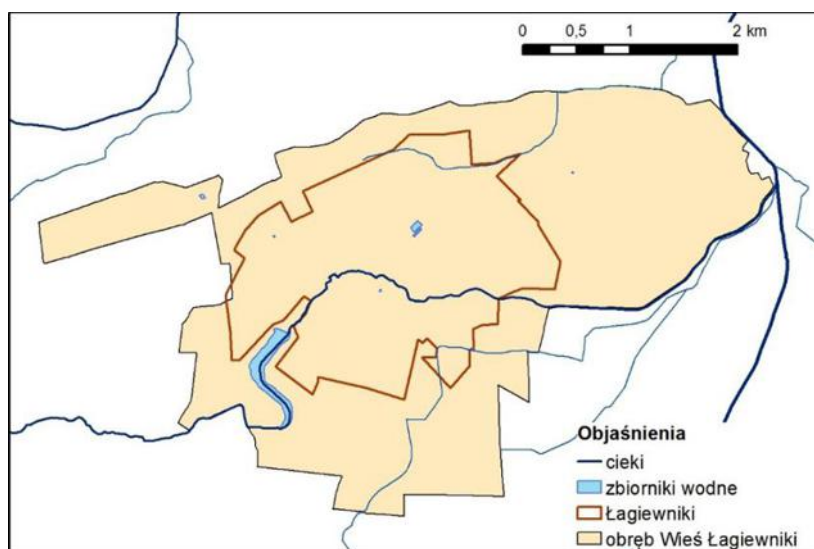 0 0,5 1 2 km
Objaśnienia
cieki
zbiorniki wodne
Łagiewniki
obręb Wieś Łagiewniki